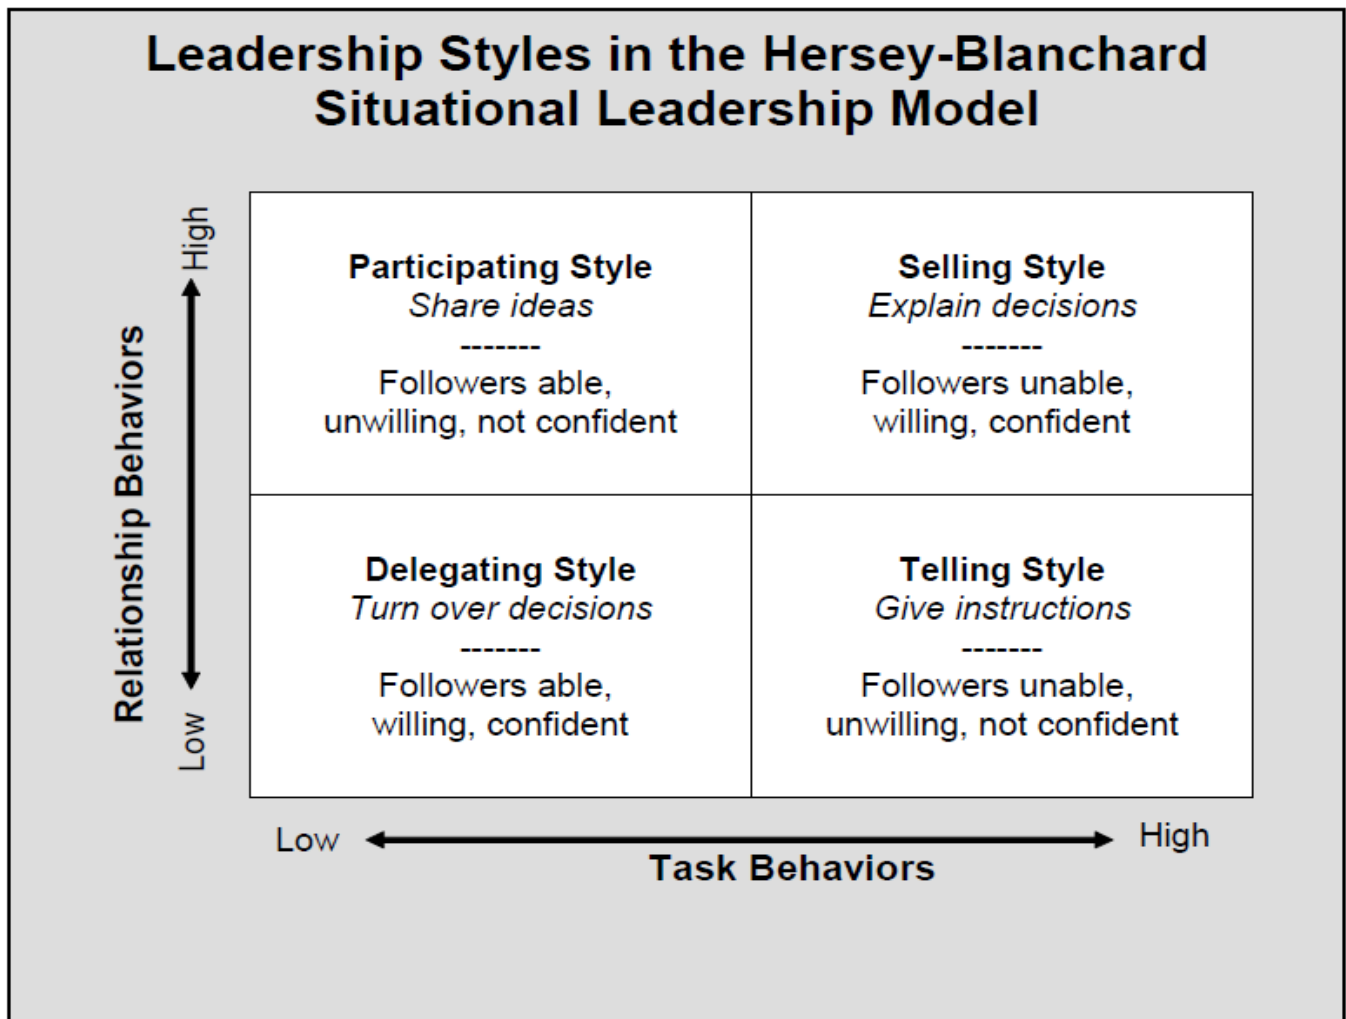 Leadership Styles in the Hersey-Blanchard
Situational Leadership Model
High
Relationship Behaviors
Low
Participating Style
Share ideas
-------
Followers able,
unwilling, not confident
Selling Style
Explain decisions
-------
Followers unable,
willing, confident
Delegating Style
Turn over decisions
-------
Followers able,
willing, confident
Telling Style
Give instructions
-------
Followers unable,
unwilling, not confident
Low
High
Task Behaviors